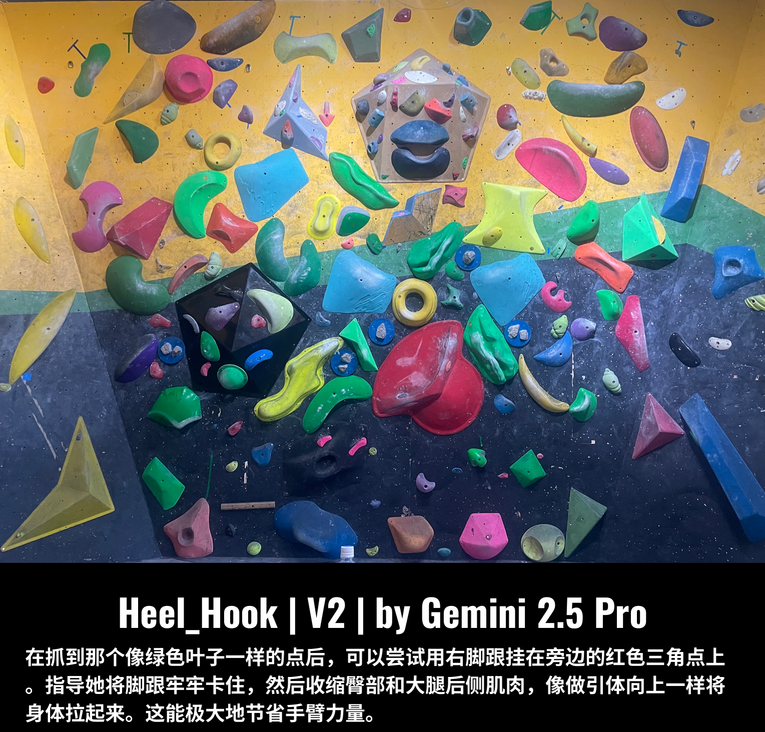 Heel_Hook | V2 | by Gemini 2.5 Pro
在抓到那个像绿色叶子一样的点后，可以尝试用右脚跟挂在旁边的红色三角点上
。指导她将脚跟牢牢卡住，然后收缩臀部和大腿后侧肌肉，像做引体向上一样将
身体拉起来。这能极大地节省手臂力量。